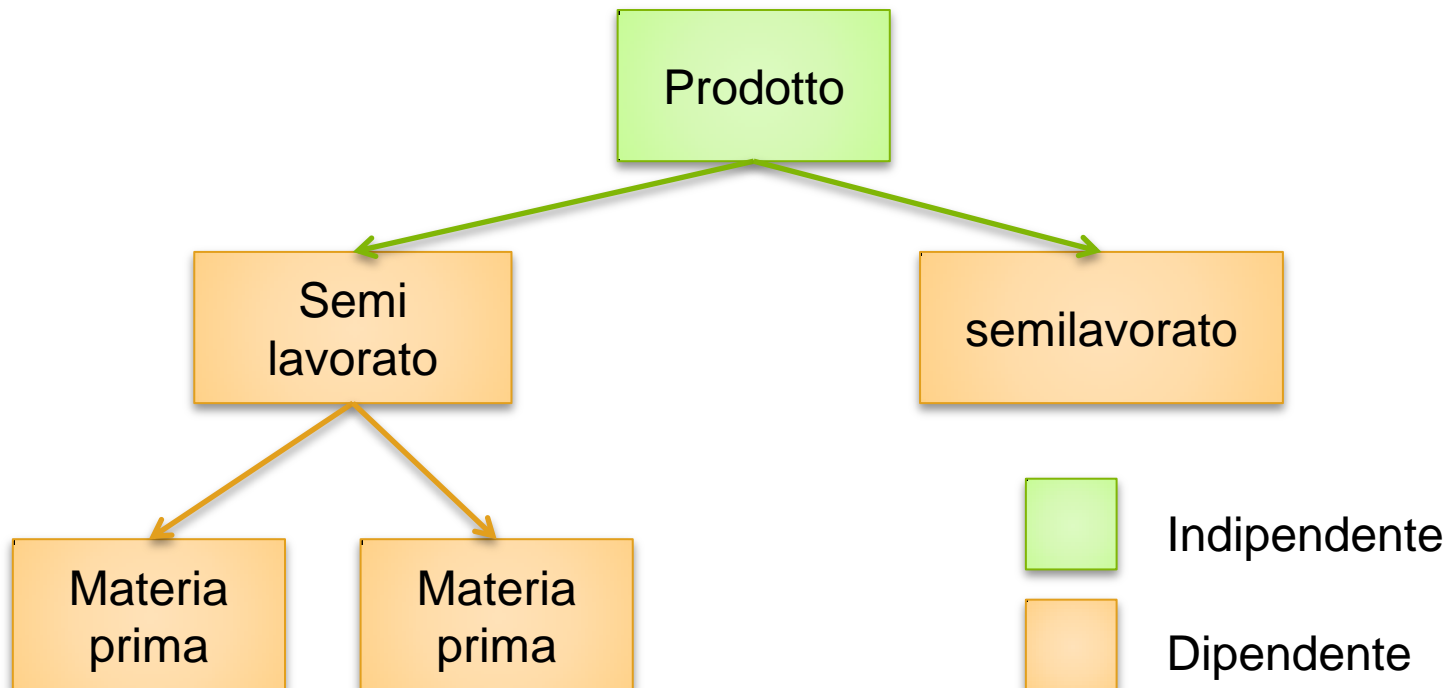 Prodotto
Semi
lavorato
semilavorato
Materia
prima
Materia
prima
Indipendente
Dipendente